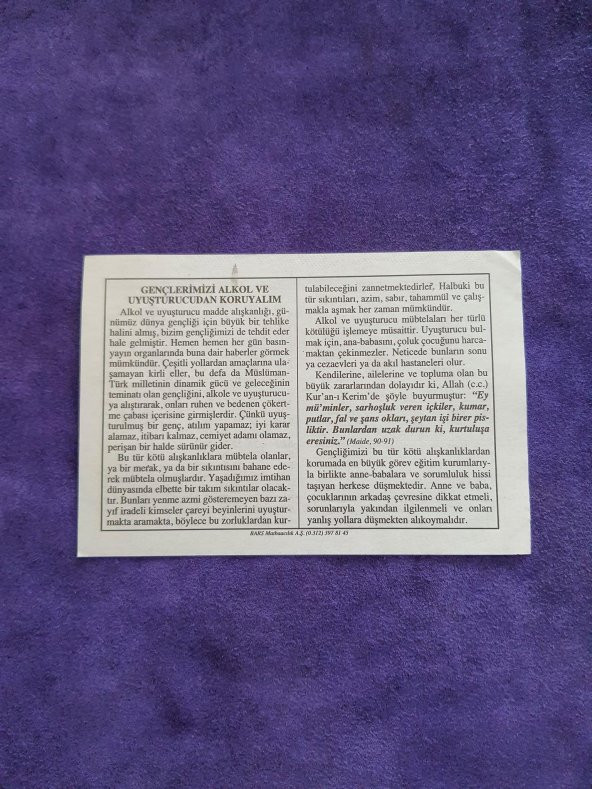 GENÇLERİMİZİ ALKOL VE
UYUŞTURUCUDAN KORUYALIM
Alkol ve uyuşturucu madde alışkanlığı, gü-
nümüz dünya gençliği için büyük bir tehlike
halini almış, bizim gençliğimizi de tehdit eder
hale gelmiştir. Hemen hemen her gün basın-
yayın organlarında buna dair haberler görmek
mümkündür. Çeşitli yollardan amaçlarına ula-
şamayan kirli eller, bu defa da Müslüman-
Türk milletinin dinamik gücü ve geleceğinin
teminatı olan gençliğini, alkole ve uyuşturucu-
ya alıştırarak, onları ruhen ve bedenen çökert-
me çabası içerisine girmişlerdir. Çünkü uyuş-
turulmuş bir genç, atılım yapamaz; iyi karar
alamaz, itibarı kalmaz, cemiyet adamı olamaz,
perişan bir halde sürünür gider.
Bu tür kötü alışkanlıklara mübtela olanlar,
ya bir merak, ya da bir sıkıntısını bahane ede-
rek mübtela olmuşlardır. Yaşadığımız imtihan
dünyasında elbette bir takım sıkıntılar olacak-
tır. Bunları yenme azmi gösteremeyen bazı za-
yıf iradeli kimseler çareyi beyinlerini uyuştur-
makta aramakta, böylece bu zorluklardan kur-
tulabileceğini zannetmektedirler. Halbuki bu
tür sıkıntıları, azim, sabır, tahammül ve çalış-
makla aşmak her zaman mümkündür.
Alkol ve uyuşturucu mübtelaları her türlü
kötülüğü işlemeye müsaittir. Uyuşturucu bul-
mak için, ana-babasını, çoluk çocuğunu harca-
maktan çekinmezler. Neticede bunların sonu
ya cezaevleri ya da akıl hastaneleri olur.
Kendilerine, ailelerine ve topluma olan bu
büyük zararlarından dolayıdır ki, Allah (c.c.)
Kur'an-ı Kerim'de şöyle buyurmuştur: "Ey
mü'minler, sarhoşluk veren içkiler, kumar,
putlar, fal ve şans okları, şeytan işi birer pis-
liktir. Bunlardan uzak durun ki, kurtuluşa
eresiniz." (Maide, 90-91)
Gençliğimizi bu tür kötü alışkanlıklardan
korumada en büyük görev eğitim kurumlarıy-
la birlikte anne-babalara ve sorumluluk hissi
taşıyan herkese düşmektedir. Anne ve baba,
çocuklarının arkadaş çevresine dikkat etmeli,
sorunlarıyla yakından ilgilenmeli ve onları
yanlış yollara düşmekten alıkoymalıdır.
BARS Matbaacılık A.Ş. (0.312) 397 81 45